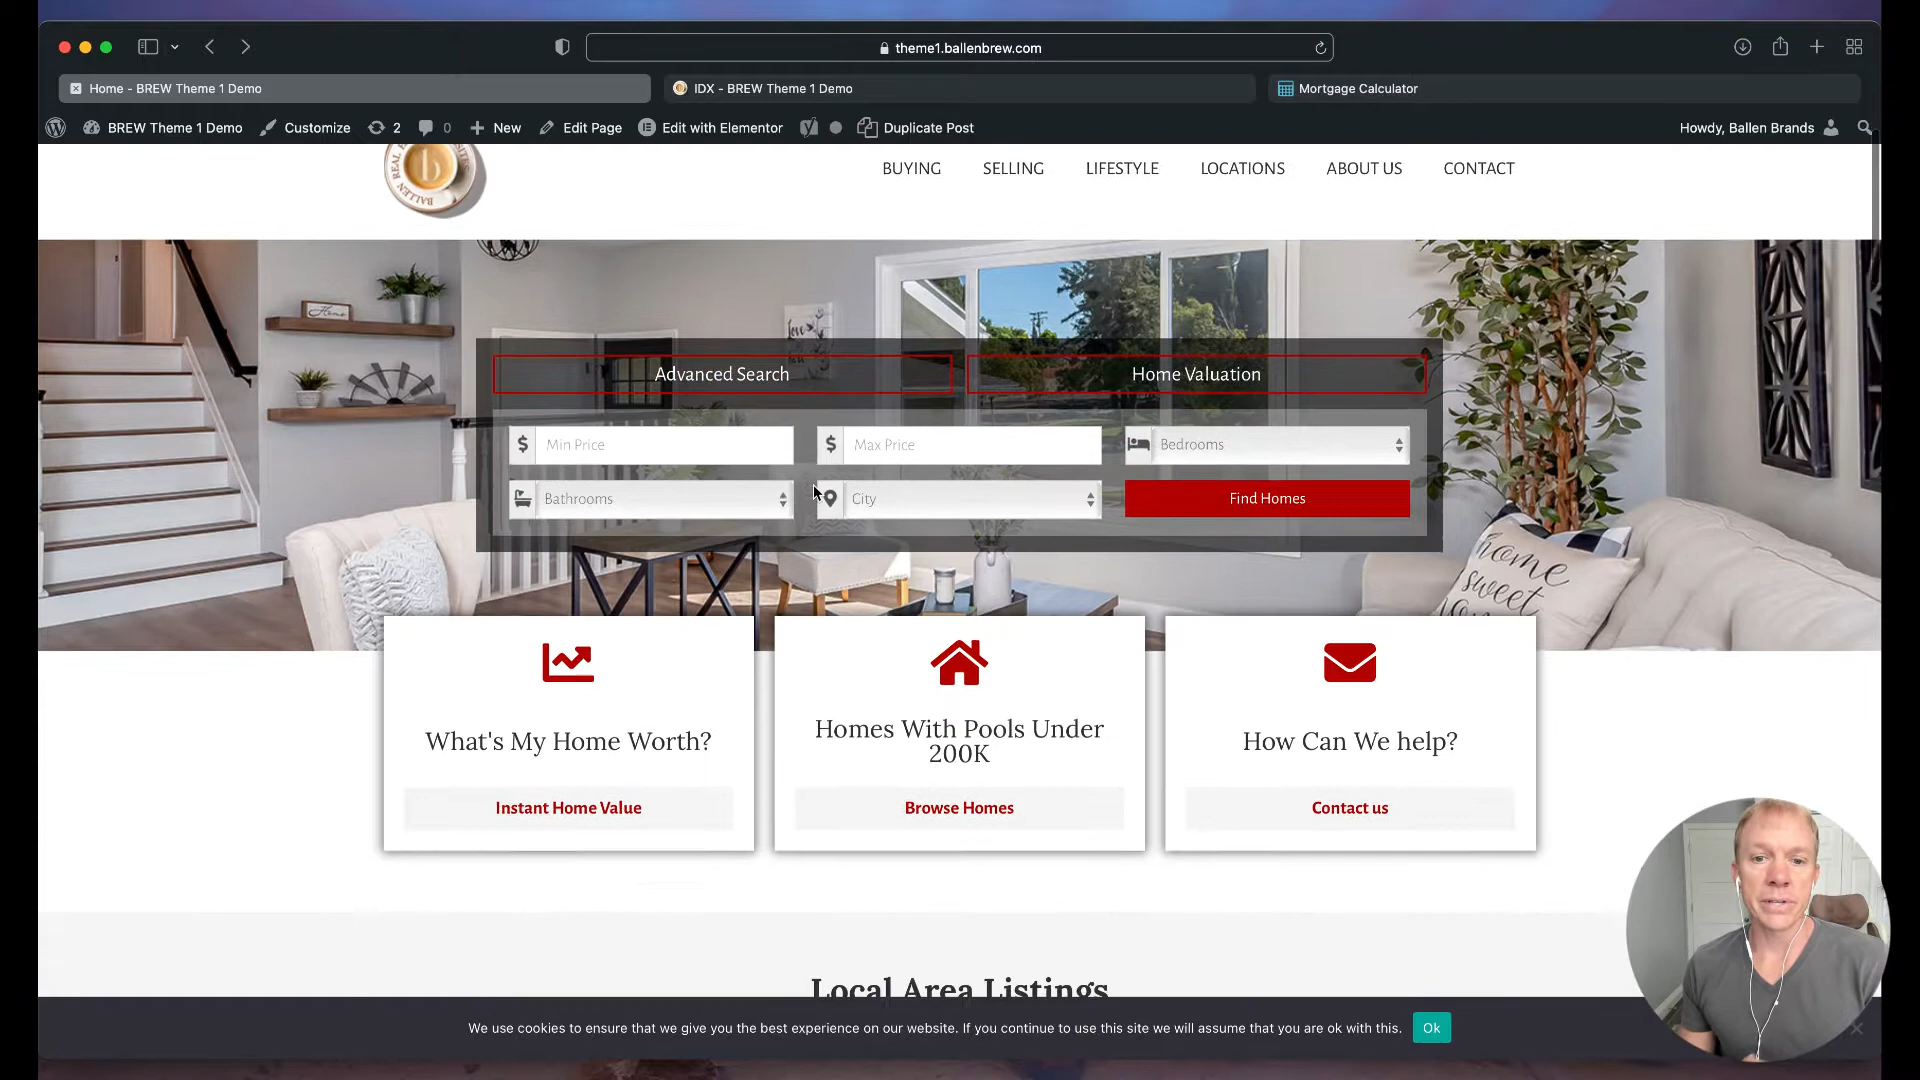 theme1.ballenbrew.com
Home - BREW Theme 1 Demo
IDX - BREW Theme 1 Demo
Mortgage Calculator
BREW Theme 1 Demo
Customize
2
0
New
Edit Page
Edit with Elementor
Duplicate Post
Howdy, Ballen Brands
BUYING
SELLING
LIFESTYLE
LOCATIONS
ABOUT US
CONTACT
Home
Advanced Search
Home Valuation
$ Min Price
$ Max Price
Bedrooms
Bathrooms
City
Find Homes
home
sweet
What's My Home Worth?
Instant Home Value
Homes With Pools Under
200K
Browse Homes
How Can We help?
Contact us
Local Area Listings
We use cookies to ensure that we give you the best experience on our website. If you continue to use this site we will assume that you are ok with this.
Ok